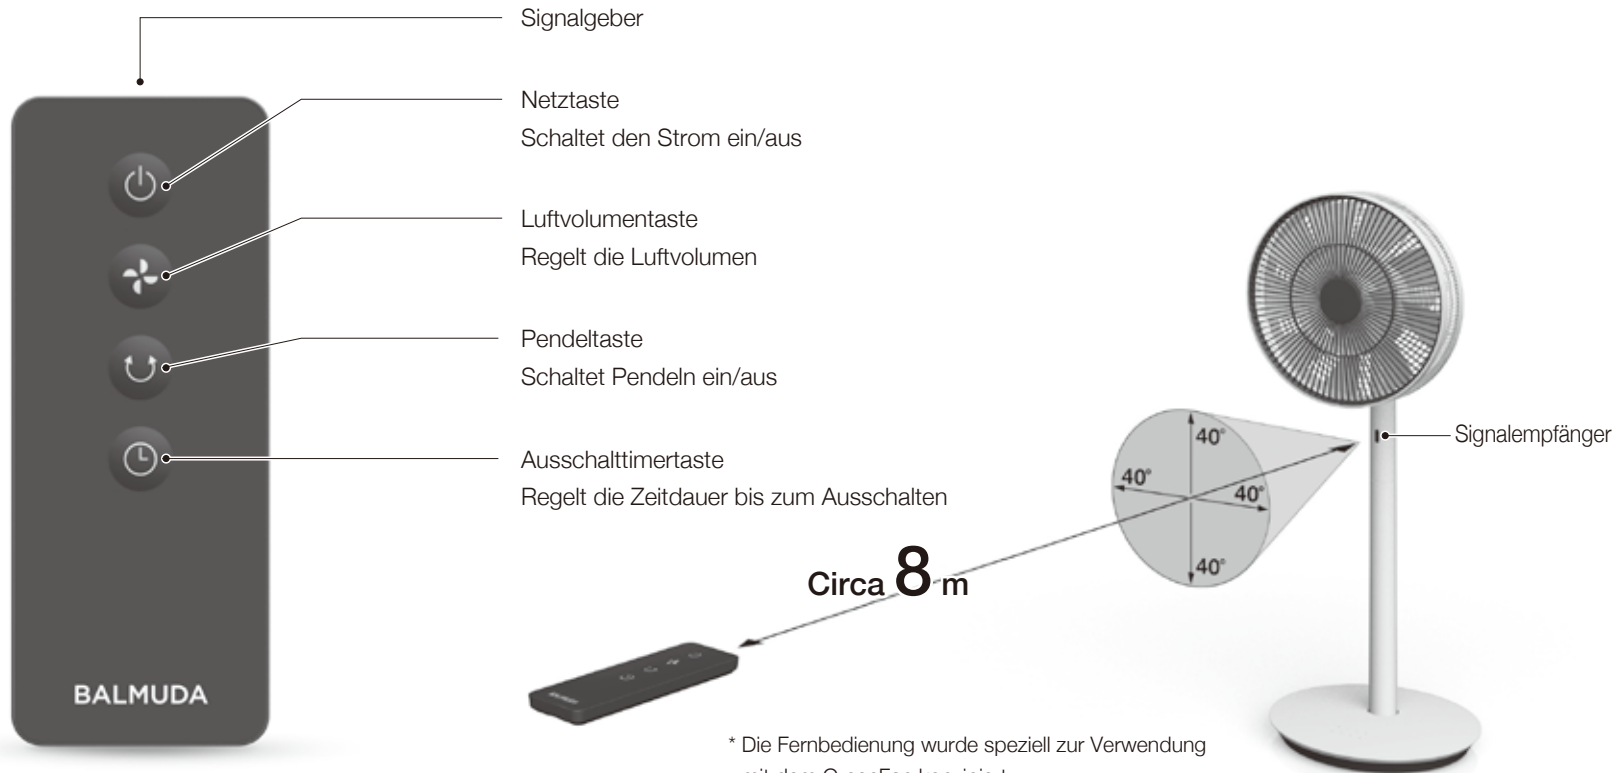 Signalgeber
Netztaste
Schaltet den Strom ein/aus
Luftvolumentaste
Regelt die Luftvolumen
Pendeltaste
Schaltet Pendeln ein/aus
Ausschalttimertaste
Regelt die Zeitdauer bis zum Ausschalten
BALMUDA
Signalempfänger
40°
40°
40°
40°
Circa 8 m
* Die Fernbedienung wurde speziell zur Verwendung